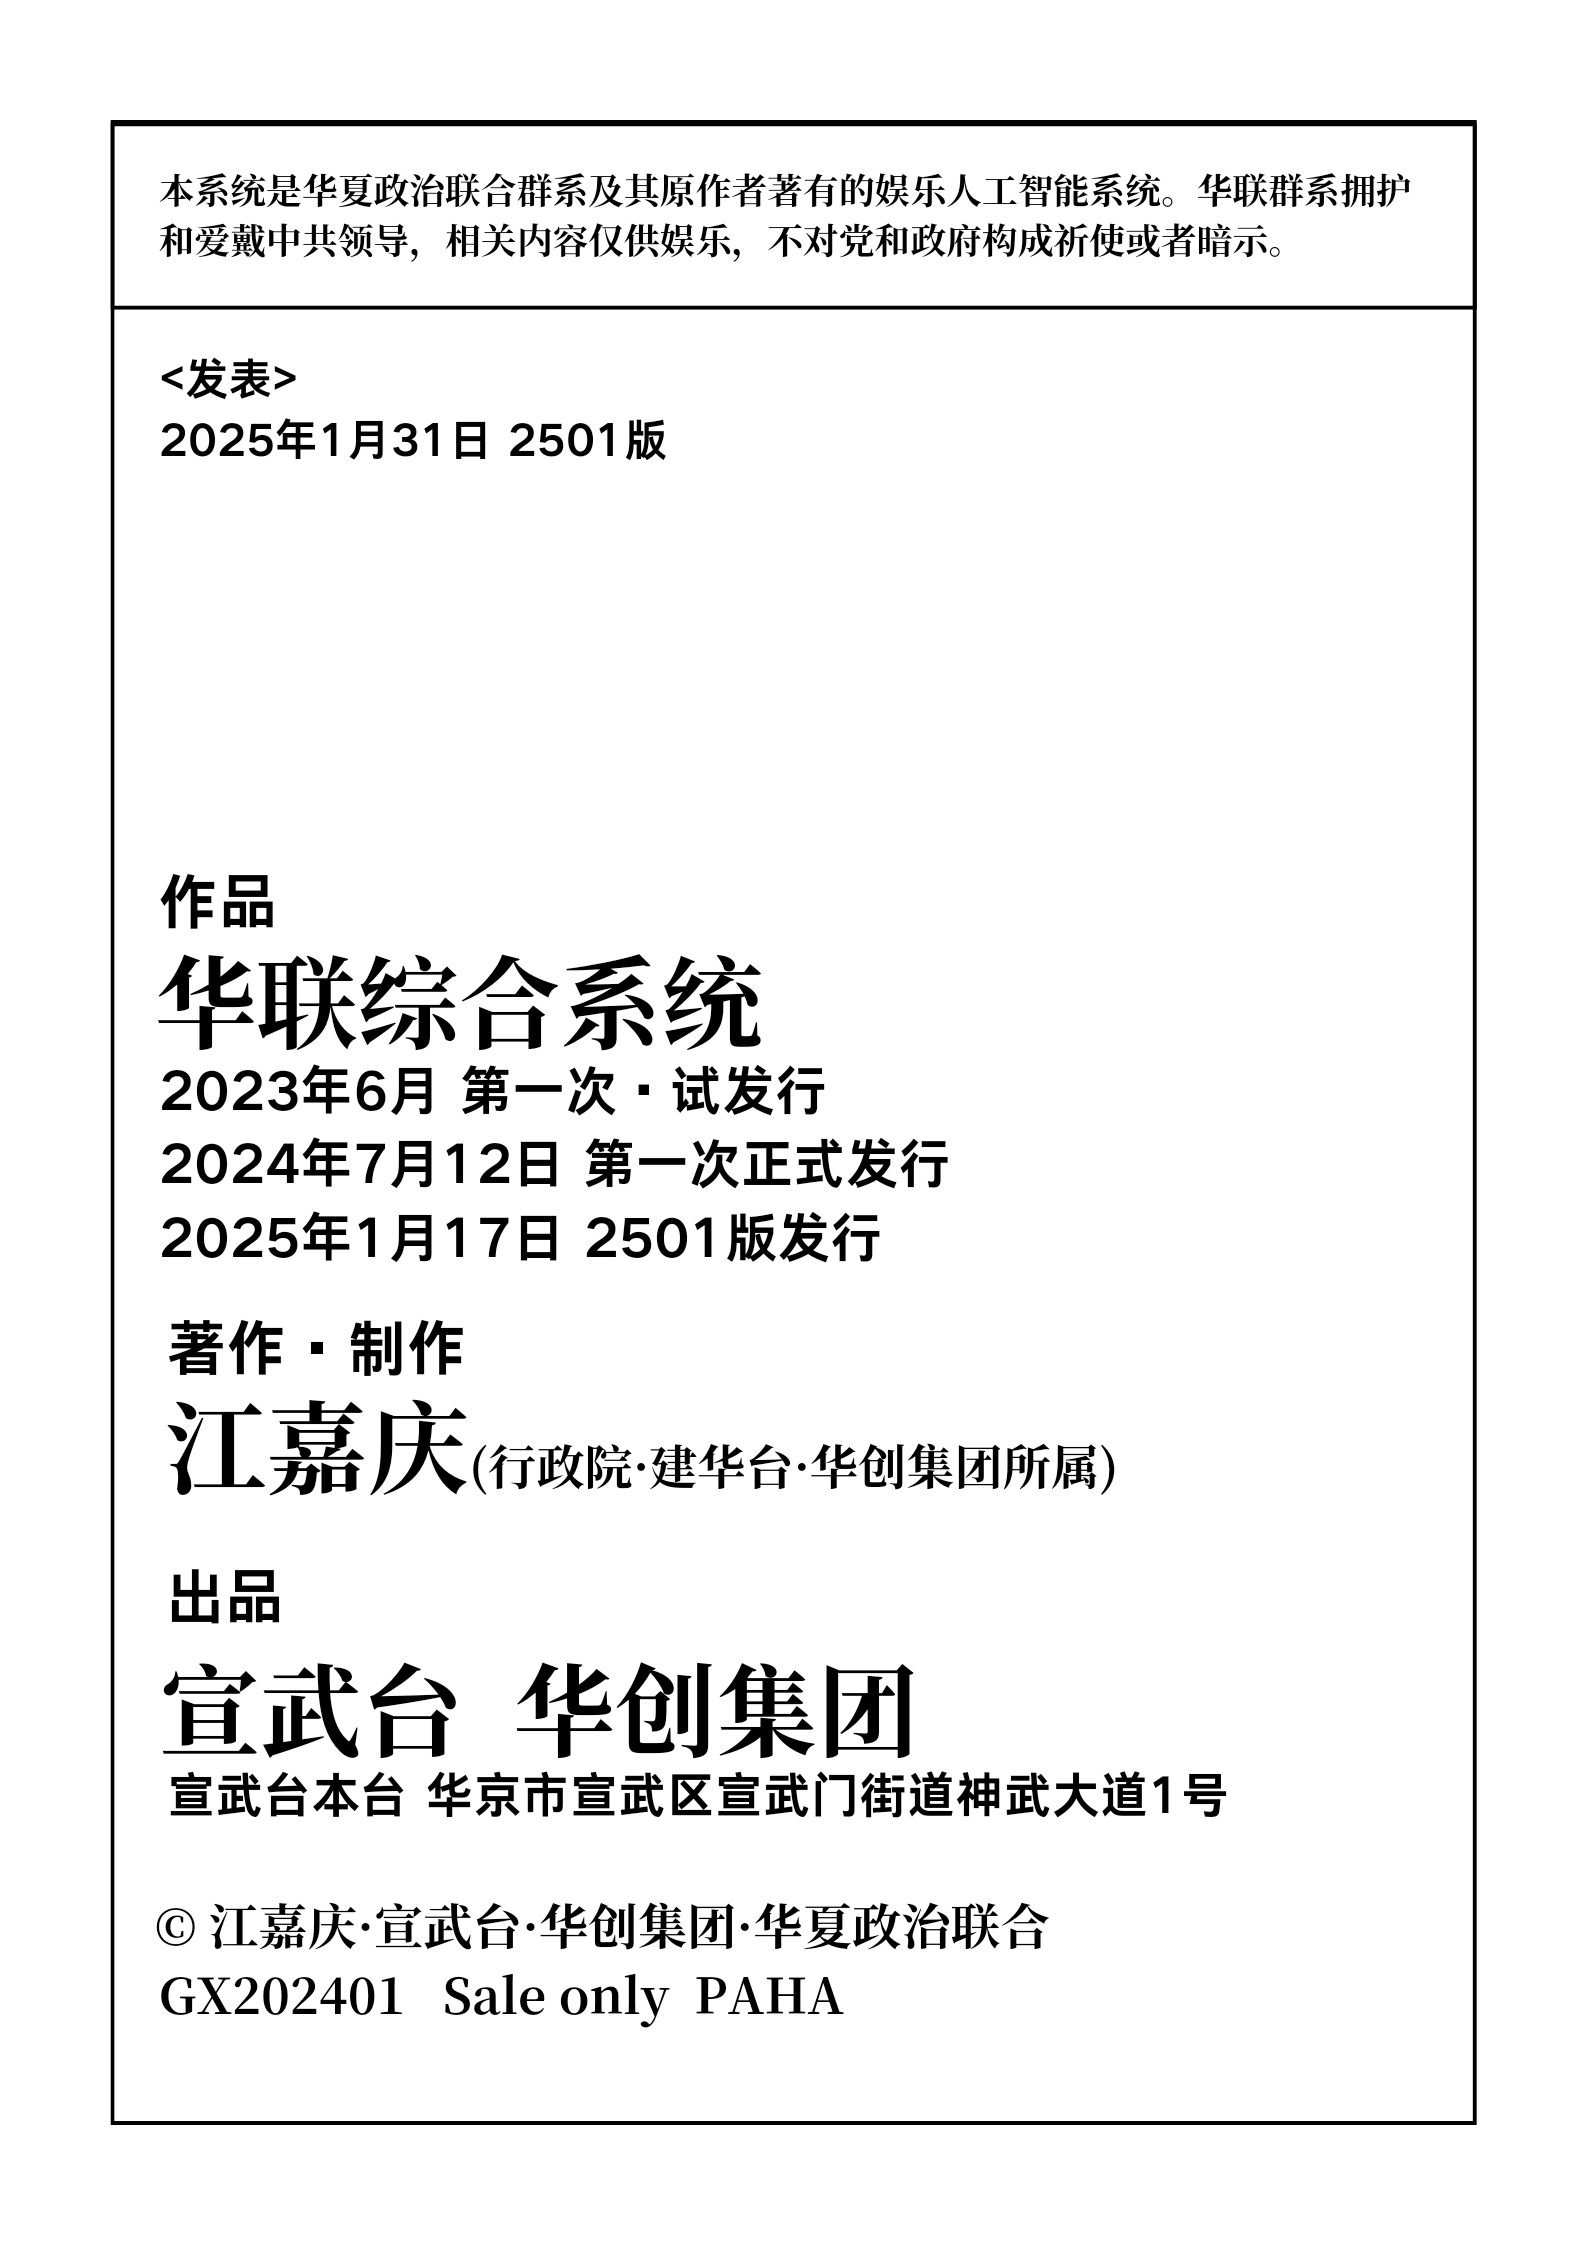 本系统是华夏政治联合群系及其原作者著有的娱乐人工智能系统。华联群系拥护
和爱戴中共领导，相关内容仅供娱乐，不对党和政府构成祈使或者暗示。
<发表>
2025年1月31日 2501版
作品
华联综合系统
2023年6月 第一次·试发行
2024年7月12日 第一次正式发行
2025年1月17日 2501版发行
著作·制作
江嘉庆(行政院·建华台·华创集团所属)
出品
宣武台 华创集团
宣武台本台 华京市宣武区宣武门街道神武大道1号
© 江嘉庆·宣武台·华创集团·华夏政治联合
GX202401 Sale only PAHA